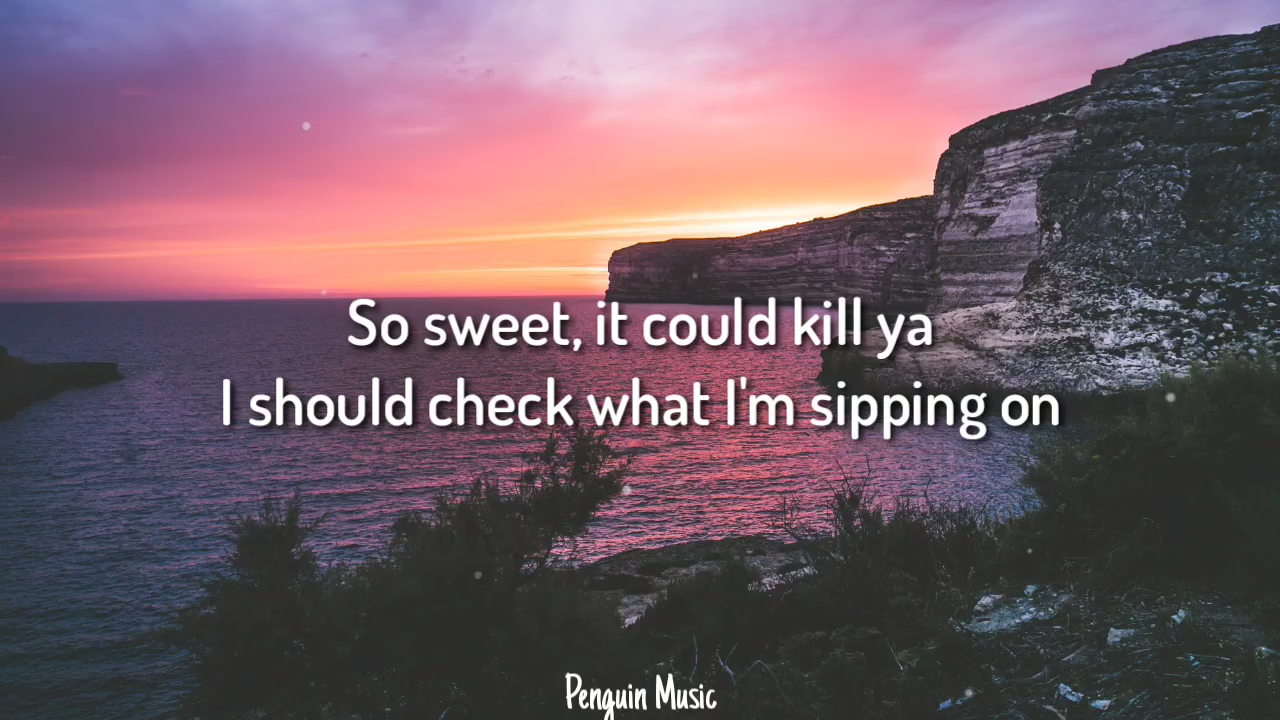 So sweet, it could kill ya
I should check what I'm sipping on
Penguin Music